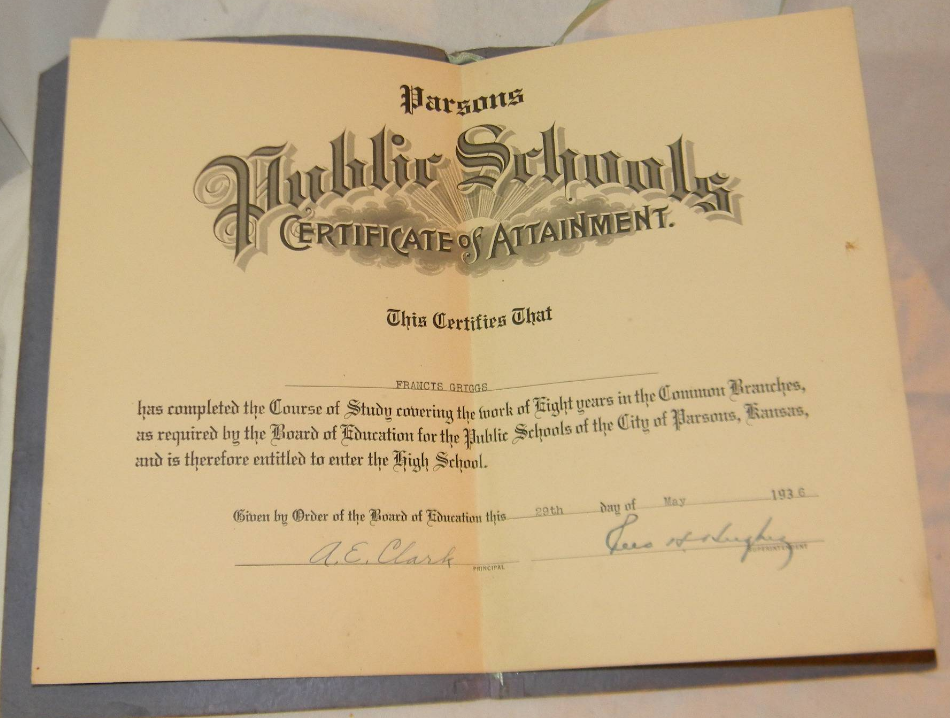 Parsons
Public Schools
CERTIFICATE OF ATTAINMENT.
This Certifies That
FRANCIS GRIGGS
has completed the Course of Study covering the work of Eight years in the Common Branches,
as required by the Board of Education for the Public Schools of the City of Parsons, Kansas,
and is therefore entitled to enter the High School.
Given by Order of the Board of Education this 29th day of May 1936
A. E. Clark
PRINCIPAL
Rees H. Hughes
SUPERINTENDENT